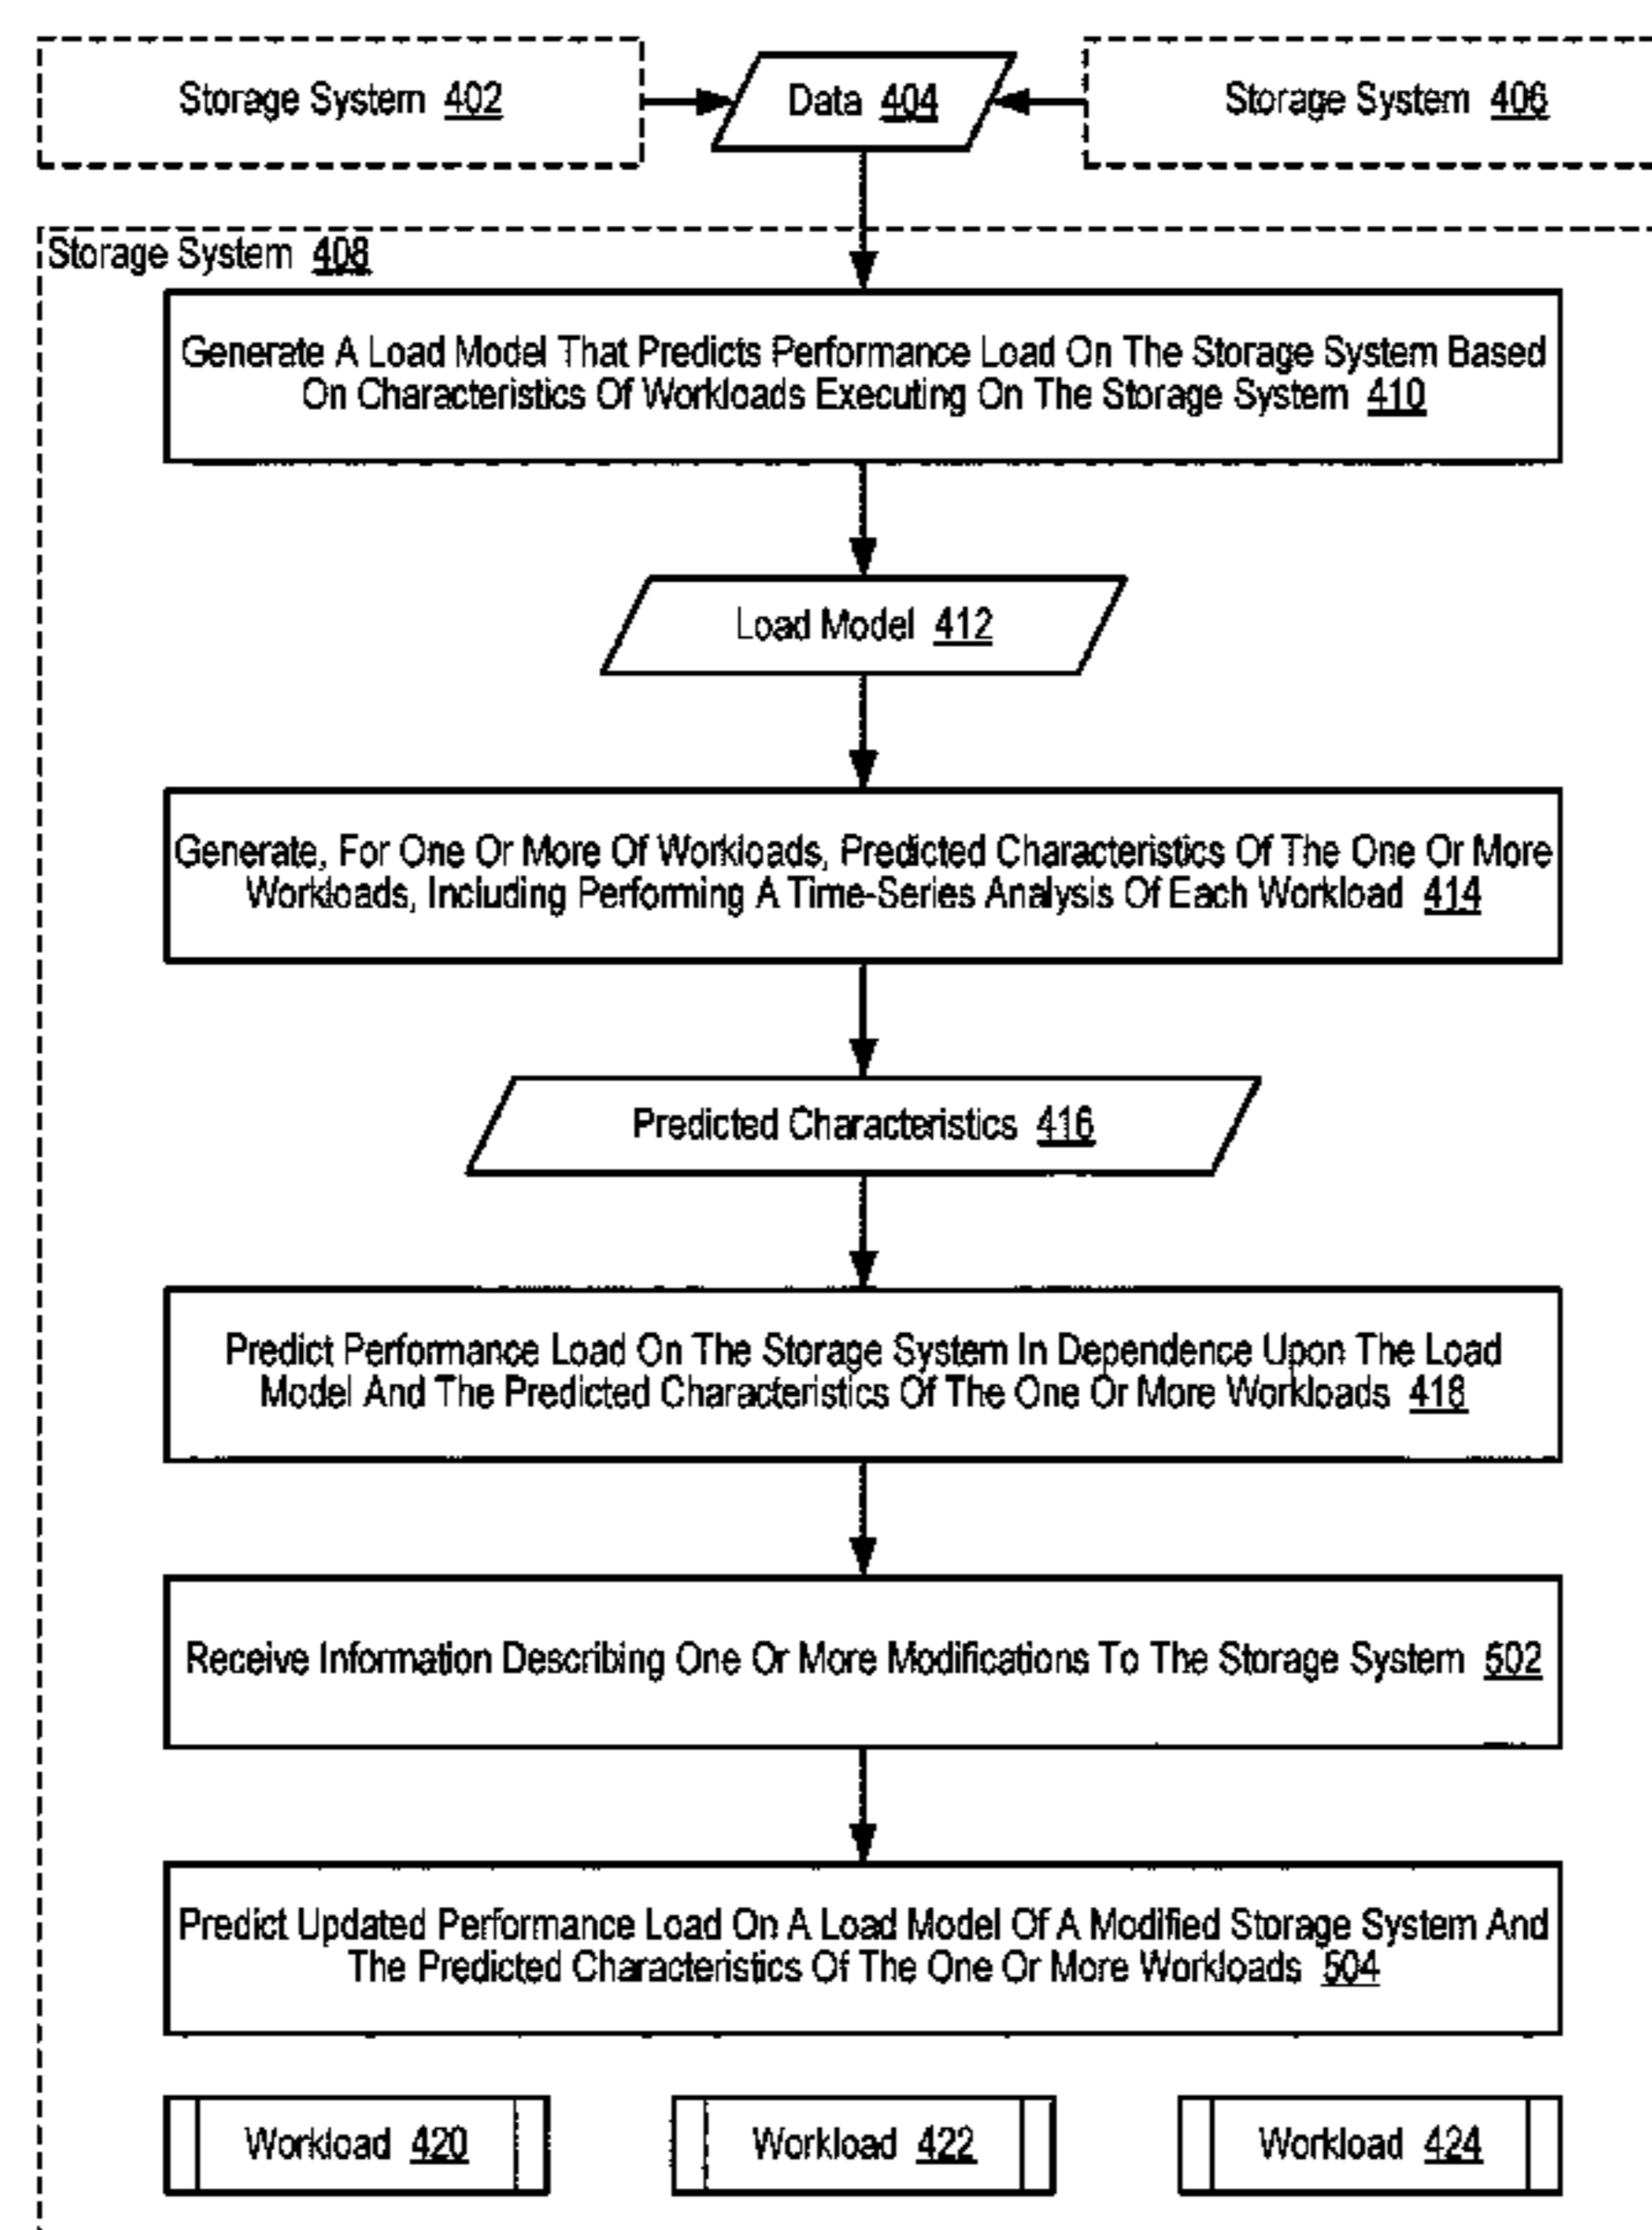 Storage System 402
Data 404
Storage System 406
Storage System 408
Generate A Load Model That Predicts Performance Load On The Storage System Based
On Characteristics Of Workloads Executing On The Storage System 410
Load Model 412
Generate, For One Or More Of Workloads, Predicted Characteristics Of The One Or More
Workloads, Including Performing A Time-Series Analysis Of Each Workload 414
Predicted Characteristics 416
Predict Performance Load On The Storage System In Dependence Upon The Load
Model And The Predicted Characteristics Of The One Or More Workloads 418
Receive Information Describing One Or More Modifications To The Storage System 502
Predict Updated Performance Load On A Load Model Of A Modified Storage System And
The Predicted Characteristics Of The One Or More Workloads 504
Workload 420
Workload 422
Workload 424